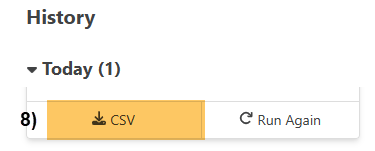 History
Today (1)
8) CSV Run Again